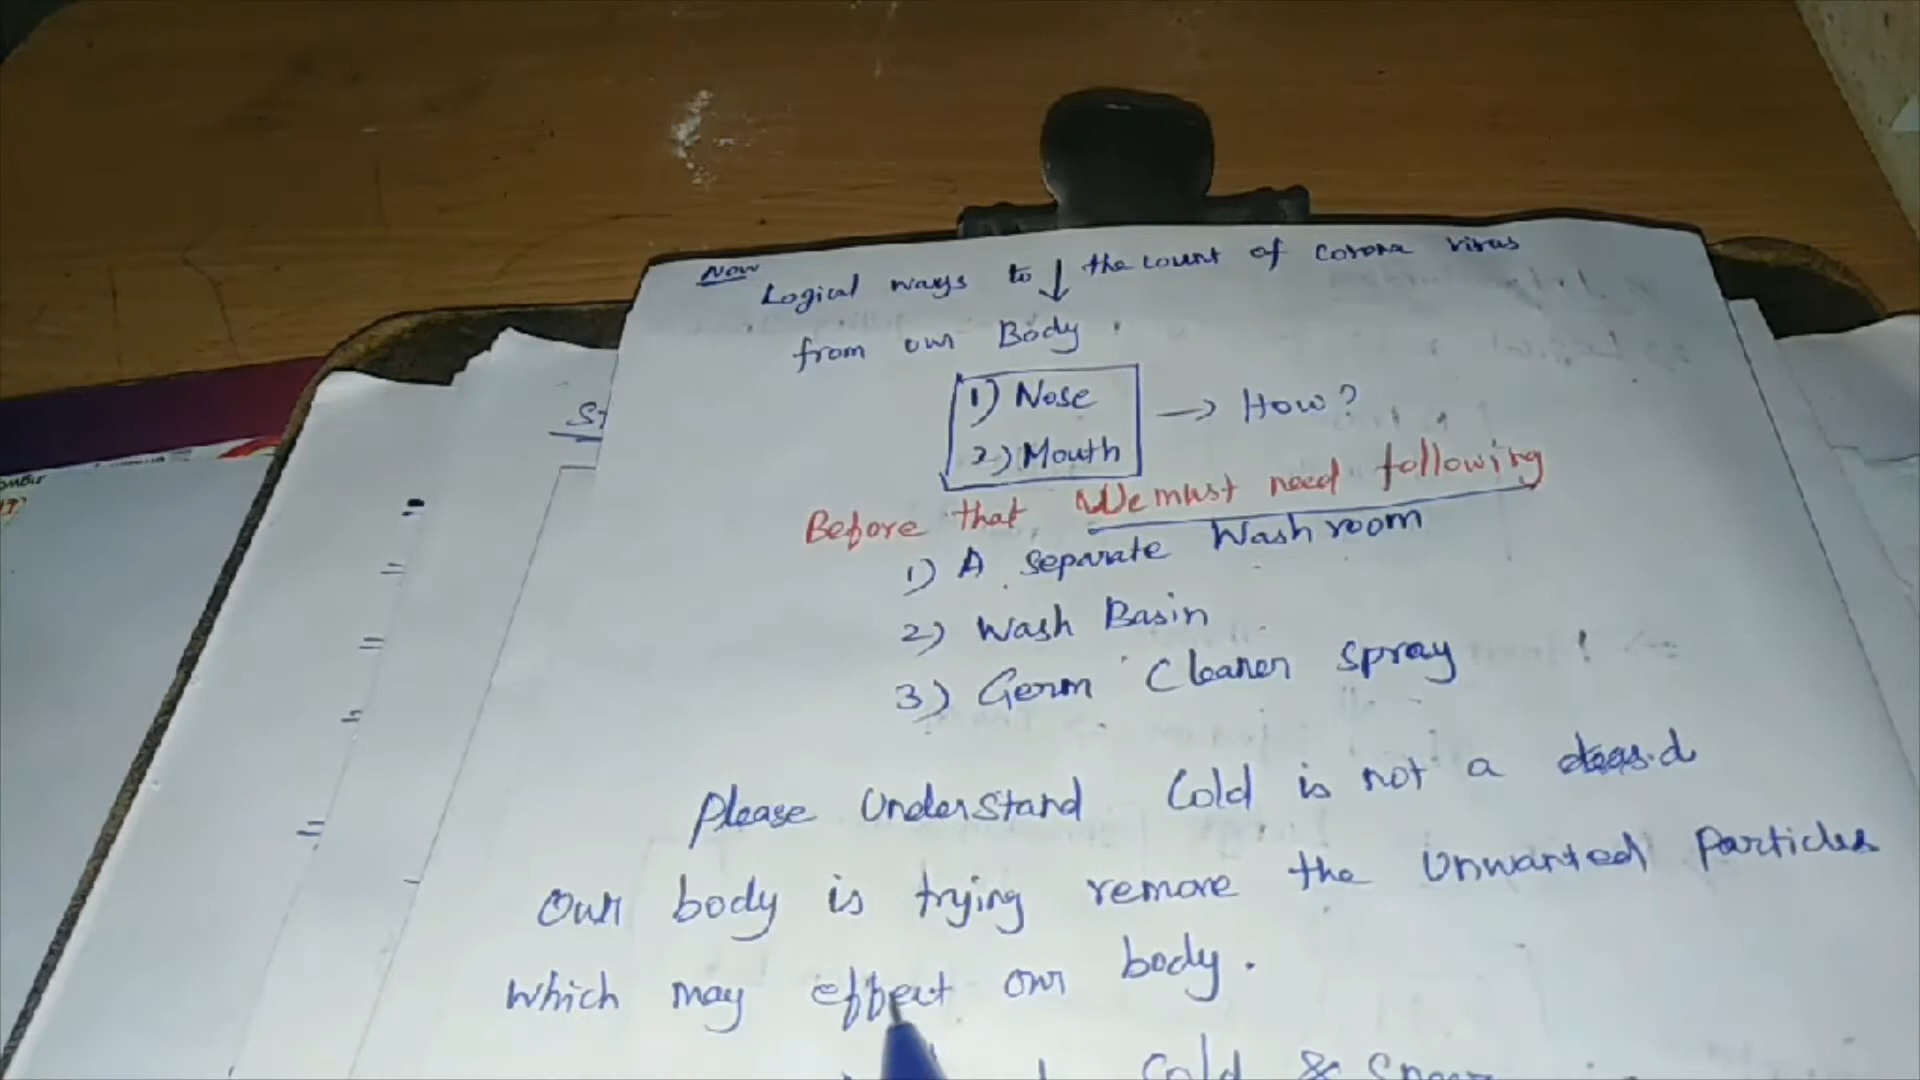 Now
Logical ways to ↓ the count of corona virus
from our Body
1) Nose → How?
2) Mouth
Before that We must need following
1) A separate Wash room
2) Wash Basin
3) Germ Cleaner spray
Please Understand Cold is not a
Our body is trying remove the Unwanted Particles
which may effect our body.
Cold &